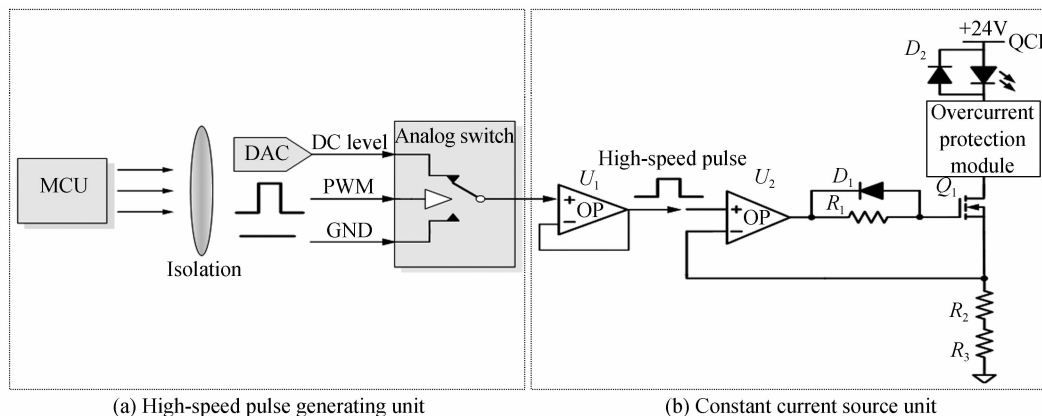 MCU
Isolation
DAC
DC level
PWM
GND
Analog switch
U1
OP
High-speed pulse
U2
OP
D1
R1
Q1
+24V
D2
Overcurrent
protection
module
R2
R3
(a) High-speed pulse generating unit
(b) Constant current source unit